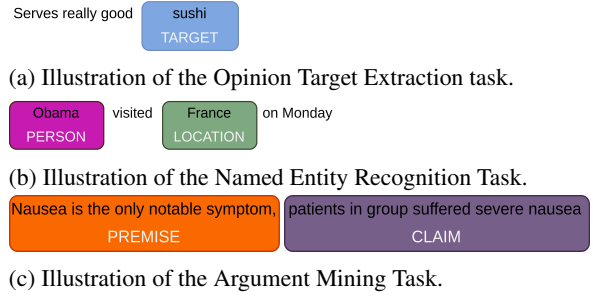 Serves really good sushi
TARGET
(a) Illustration of the Opinion Target Extraction task.
Obama visited France on Monday
PERSON LOCATION
(b) Illustration of the Named Entity Recognition Task.
Nausea is the only notable symptom, patients in group suffered severe nausea
PREMISE CLAIM
(c) Illustration of the Argument Mining Task.